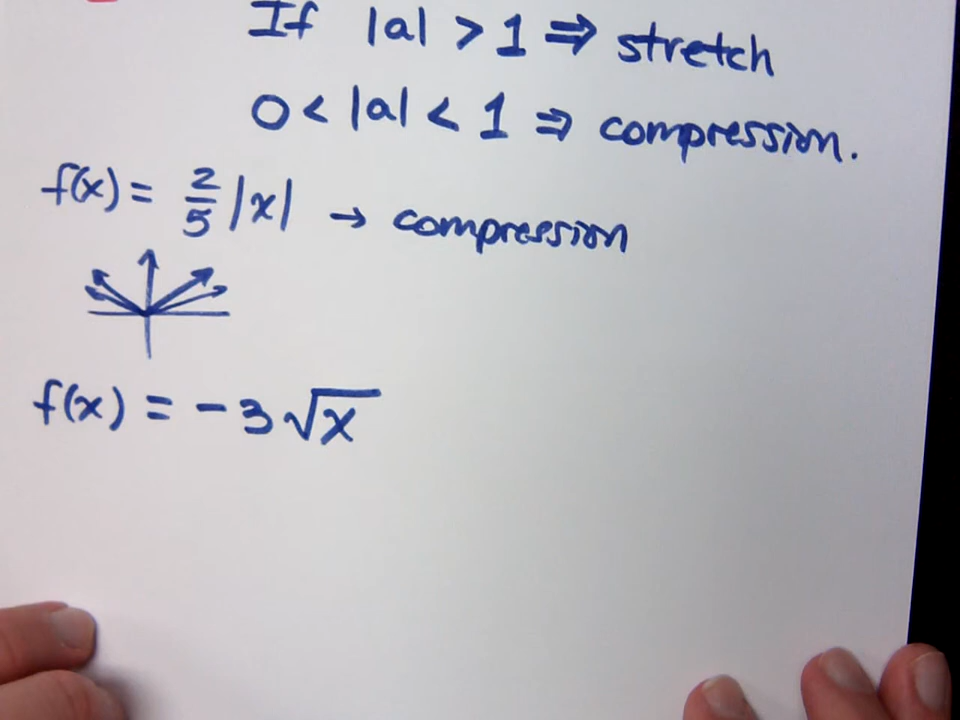 If |a| > 1 ⇒ stretch
0 < |a| < 1 ⇒ compression.
f(x) = 2/5 |x| → compression
f(x) = -3√x